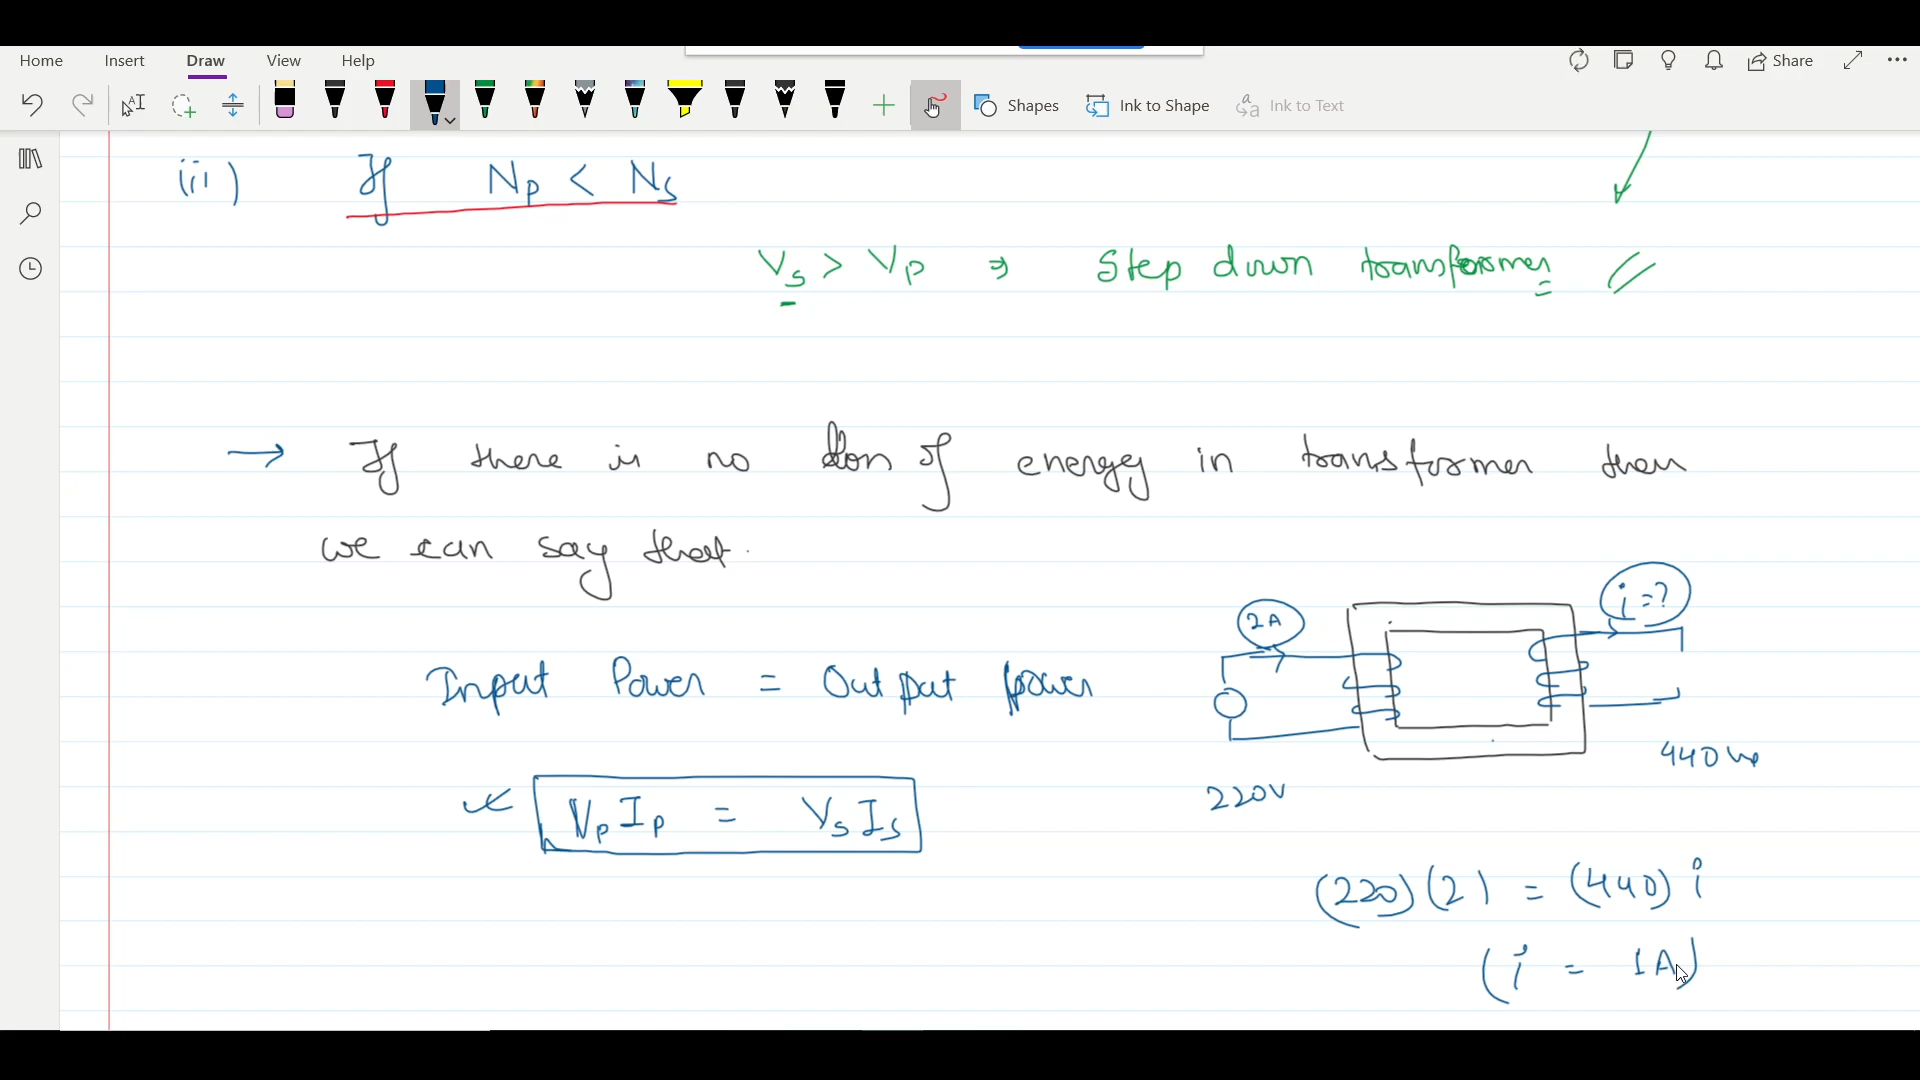 Home Insert Draw View Help Share
Shapes Ink to Shape Ink to Text
(ii) If Np < Ns
Vs > Vp ⇒ Step down transformer
→ If there is no loss of energy in transformer then
we can say that.
2A i=?
Input Power = Output power
440 V
220V
VpIp = VsIs
(220)(2) = (440) i
(i = 1A)